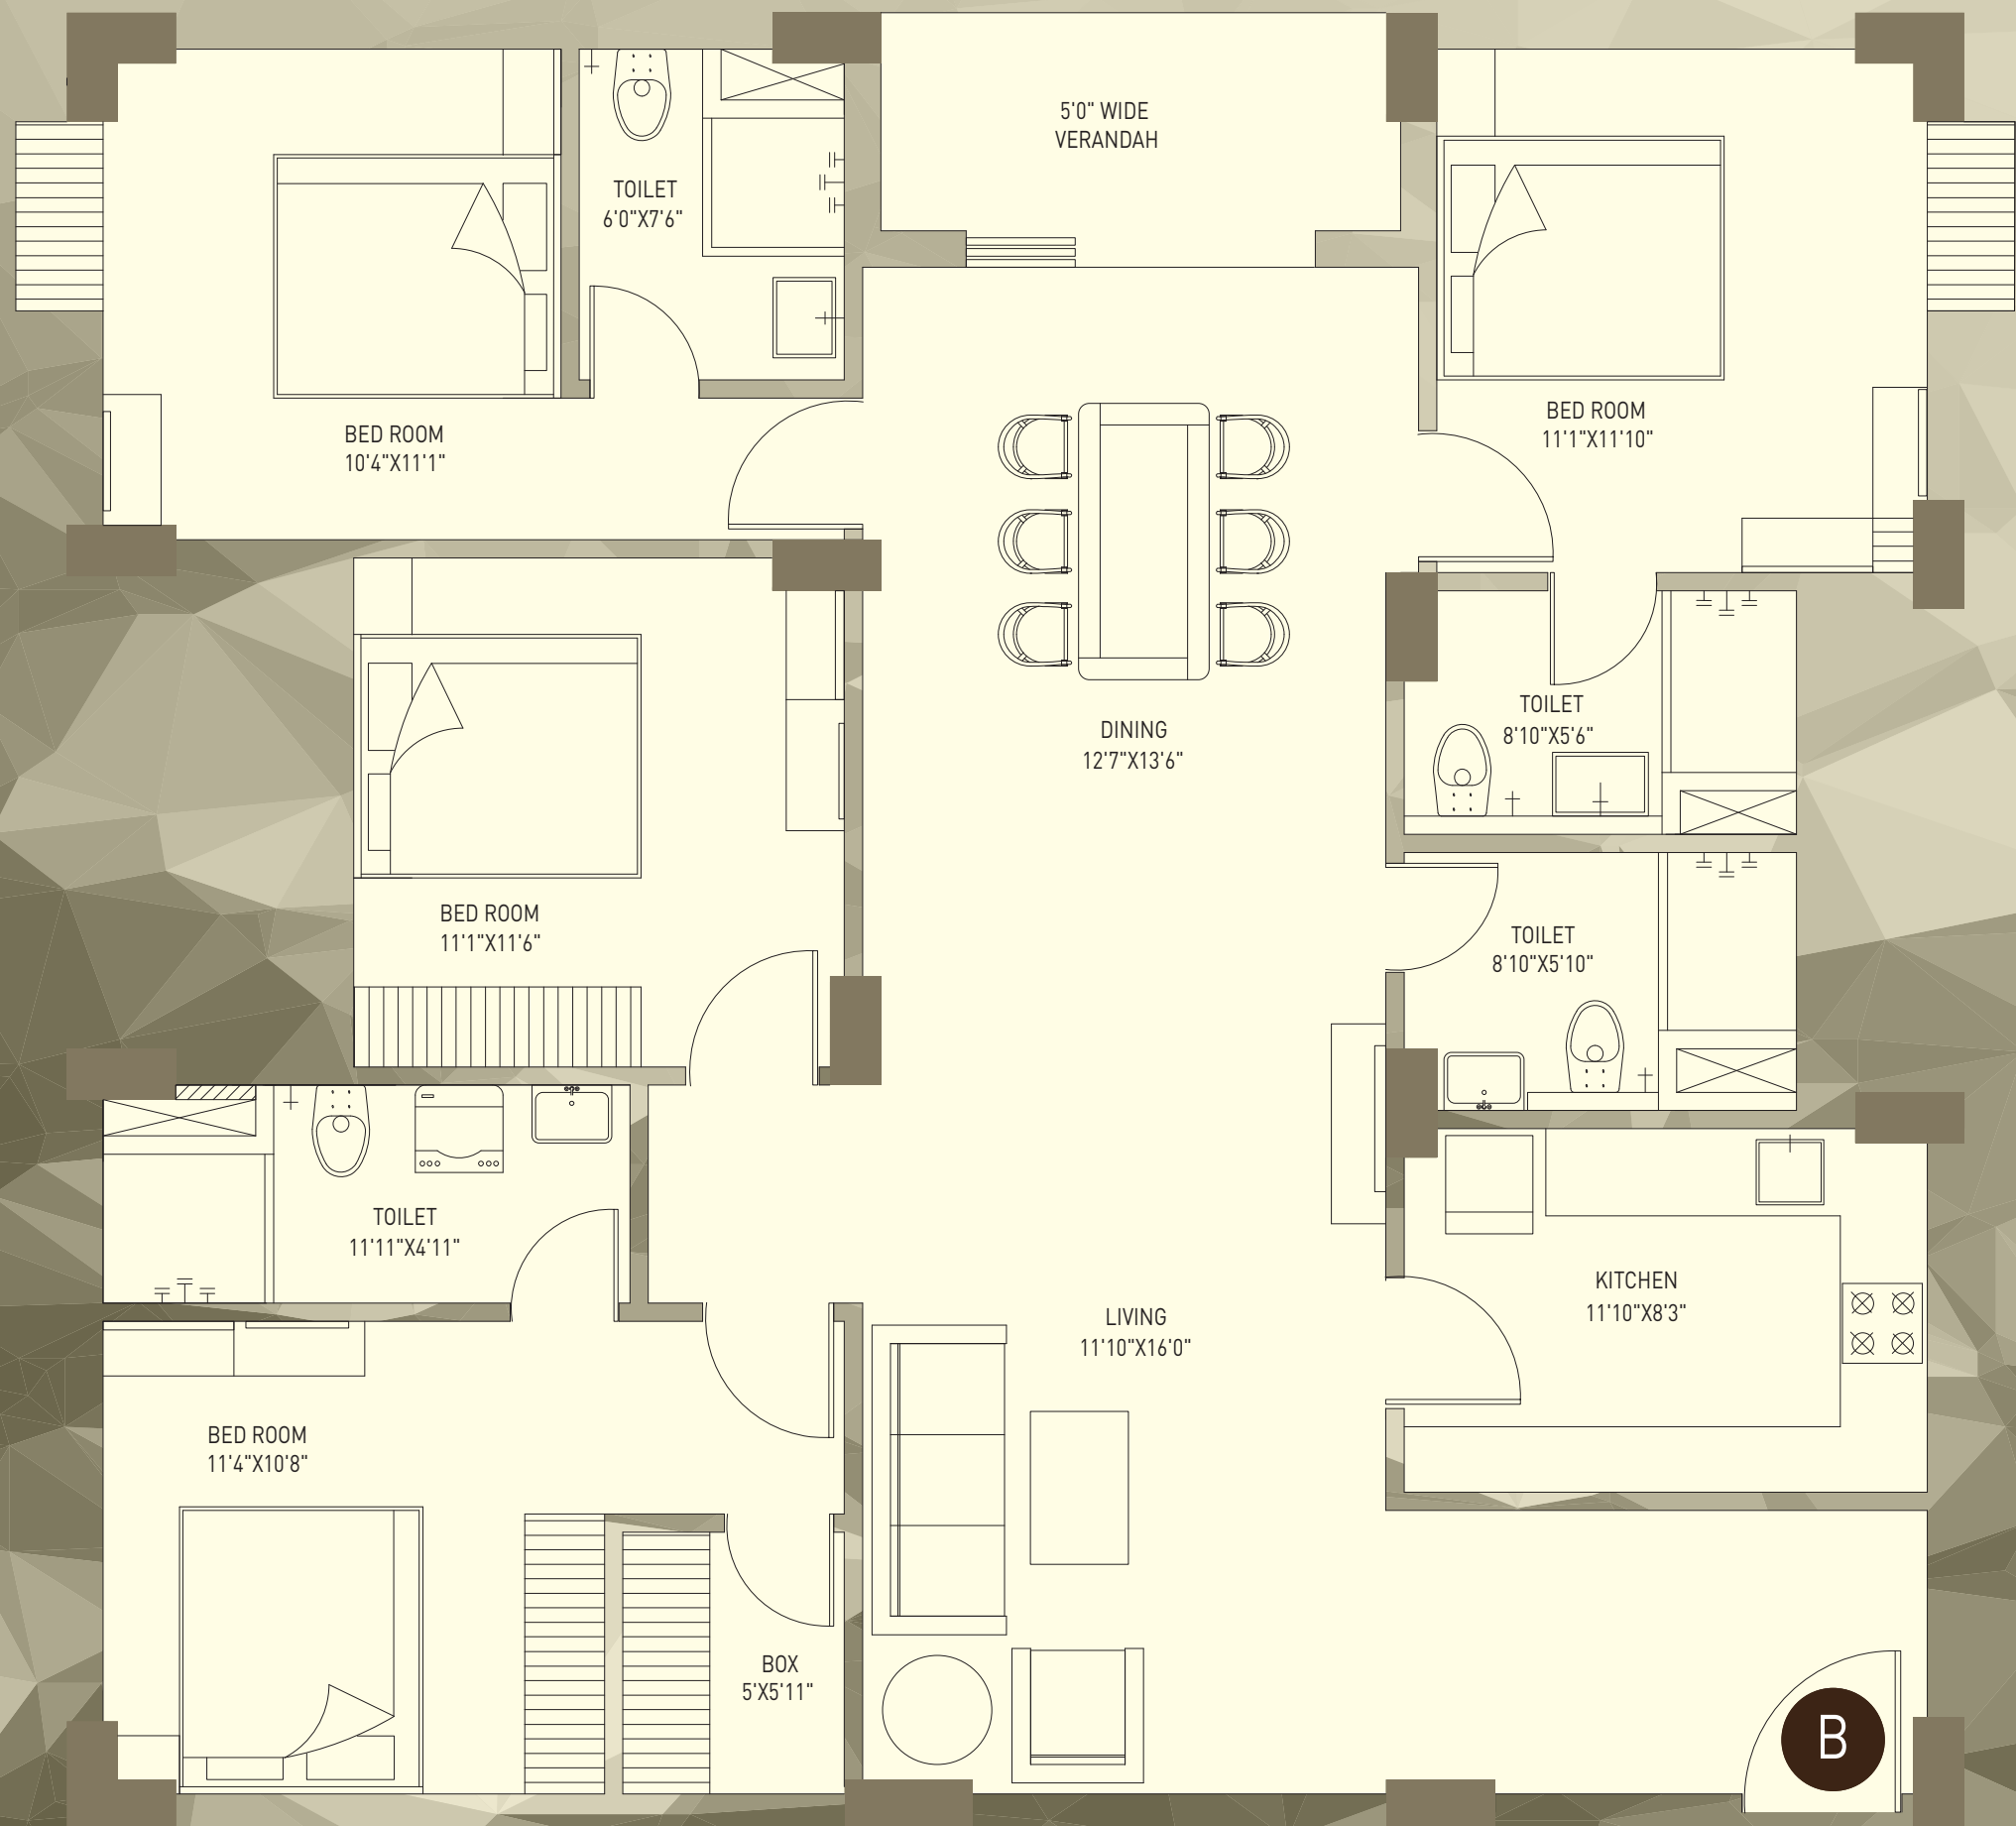 5'0" WIDE
VERANDAH
TOILET
6'0"X7'6"
BED ROOM
10'4"X11'1"
BED ROOM
11'1"X11'10"
TOILET
8'10"X5'6"
DINING
12'7"X13'6"
BED ROOM
11'1"X11'6"
TOILET
8'10"X5'10"
TOILET
11'11"X4'11"
KITCHEN
11'10"X8'3"
LIVING
11'10"X16'0"
BED ROOM
11'4"X10'8"
BOX
5'X5'11"
B